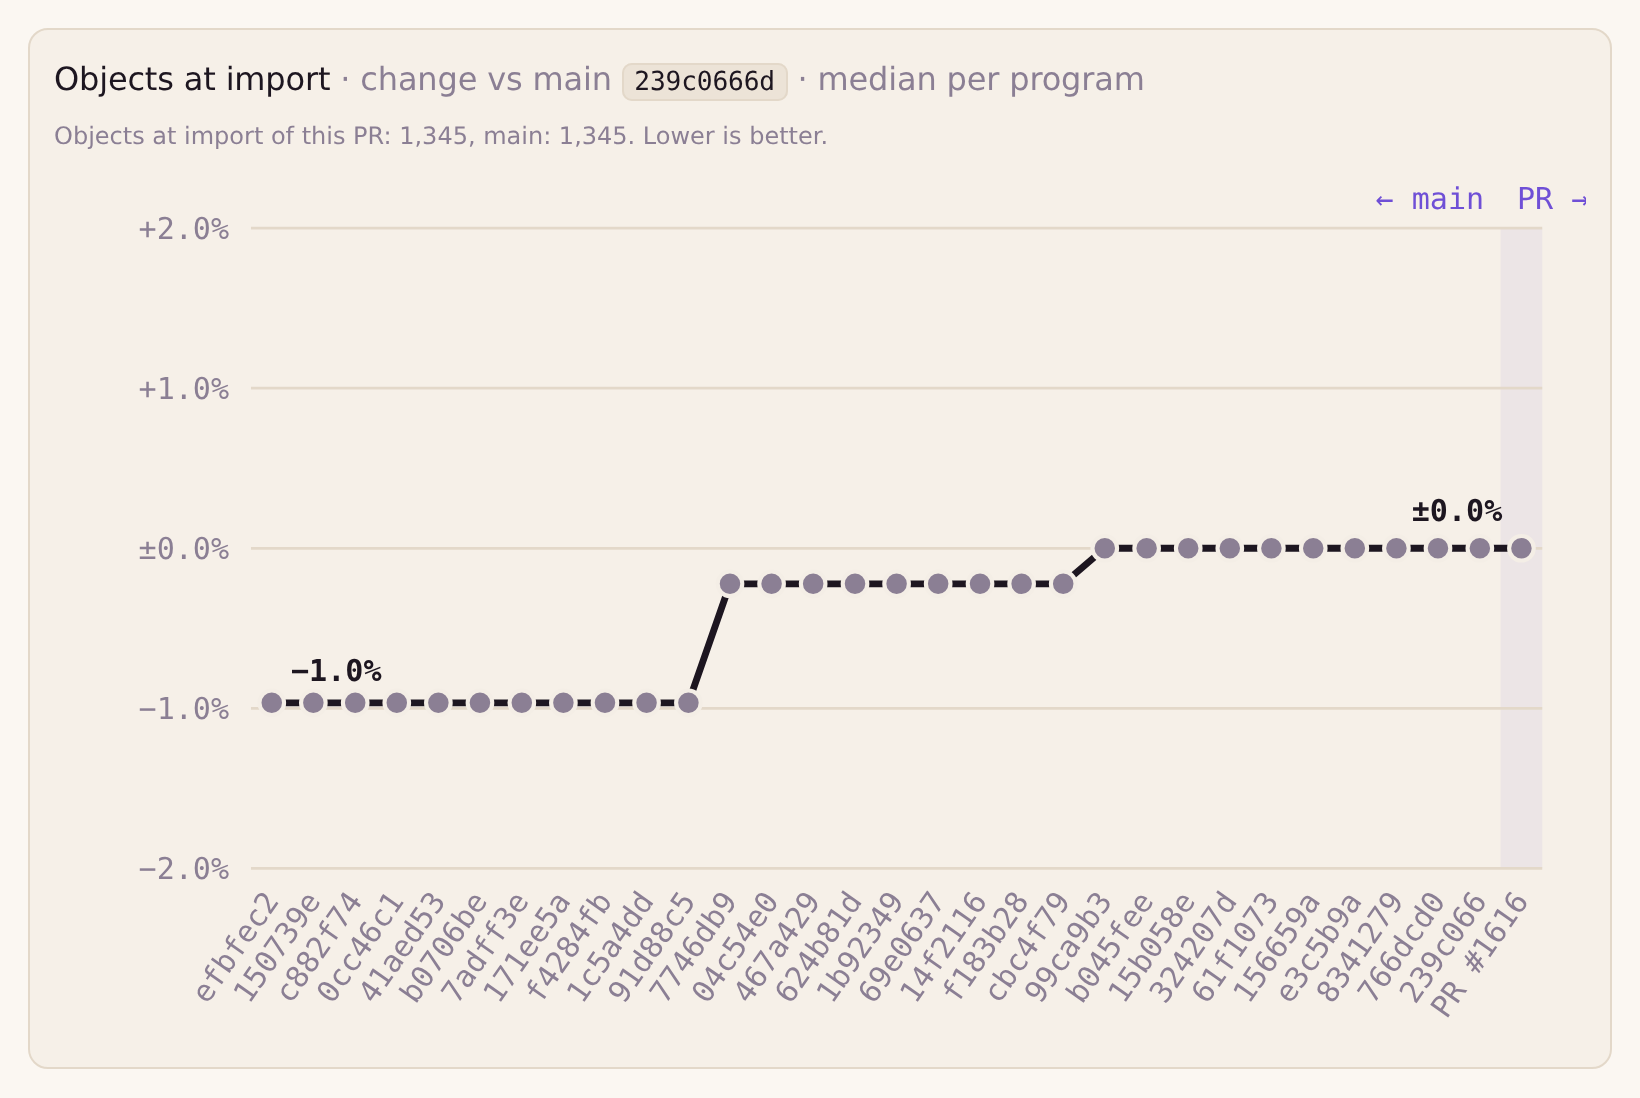 Objects at import · change vs main 239c0666d · median per program
Objects at import of this PR: 1,345, main: 1,345. Lower is better.
← main PR →
+2.0%
+1.0%
±0.0%
−1.0%
−2.0%
−1.0%
±0.0%
efbfec2
150739e
c882f74
0cc46c1
41aed53
b0706be
7adff3e
171ee5a
f4284fb
1c5a4dd
91d88c5
7746db9
04c54e0
467a429
624b81d
1b92349
69e0637
14f2116
f183b28
cbc4f79
99ca9b3
b045fee
15b058e
324207d
61f1073
156659a
e3c5b9a
8341279
766dcd0
239c066
PR #1616